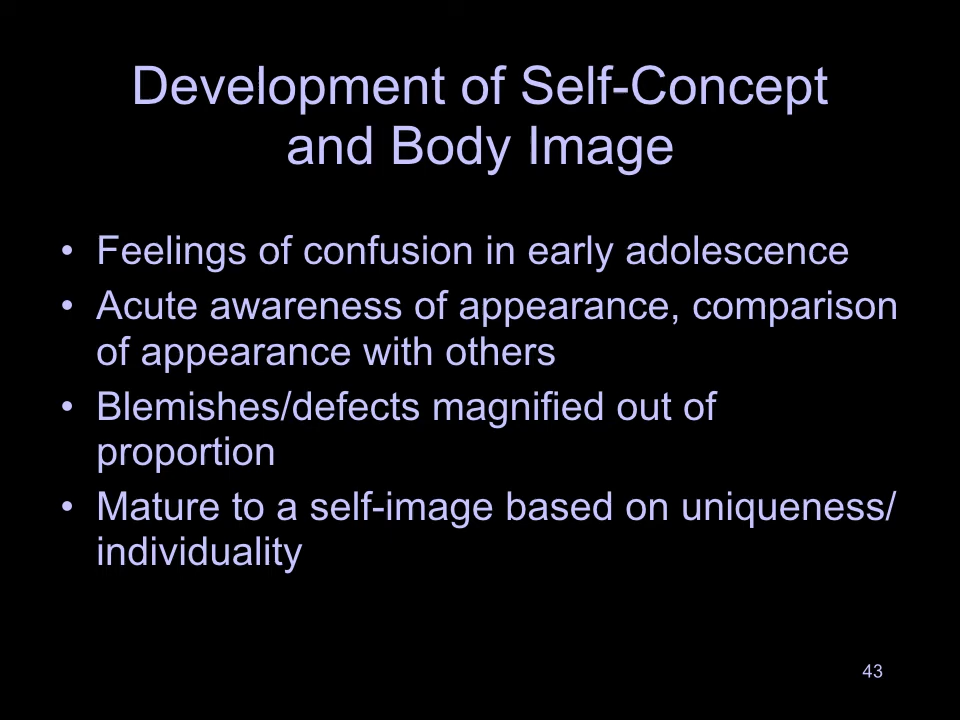 Development of Self-Concept
and Body Image
• Feelings of confusion in early adolescence
• Acute awareness of appearance, comparison
of appearance with others
• Blemishes/defects magnified out of
proportion
• Mature to a self-image based on uniqueness/
individuality
43